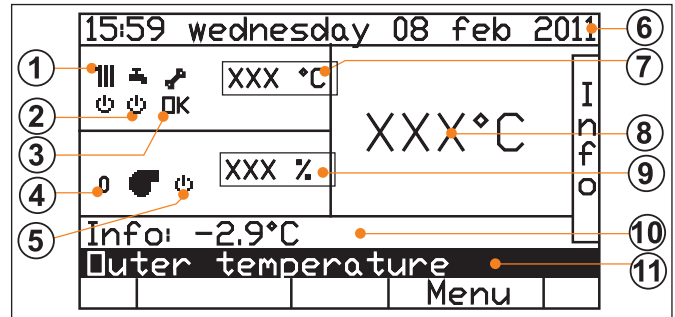 15:59 wednesday 08 feb 2011
6
1
XXX °C
7
2
OK
Info
3
XXX°C
8
4
0
XXX %
9
5
Info: -2.9°C
10
Outer temperature
11
Menu